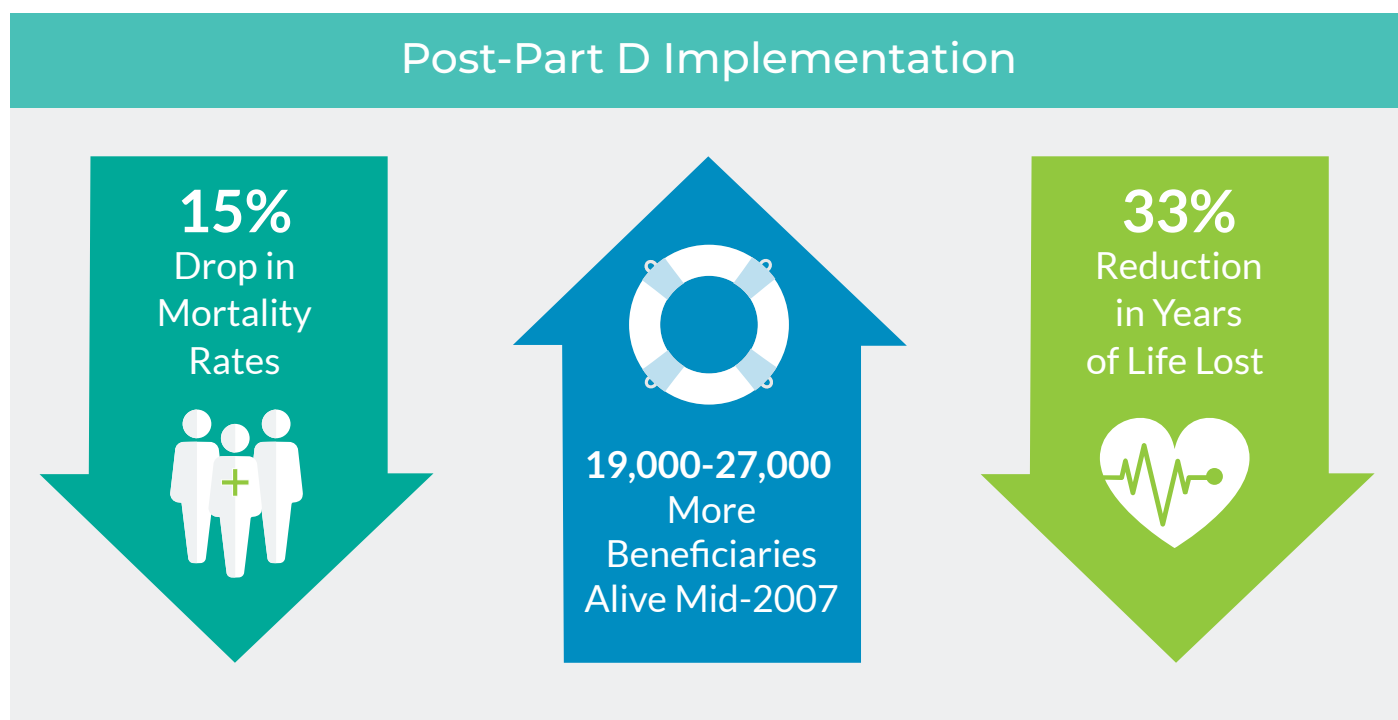 Post-Part D Implementation
15%
Drop in
Mortality
Rates
19,000-27,000
More
Beneficiaries
Alive Mid-2007
33%
Reduction
in Years
of Life Lost